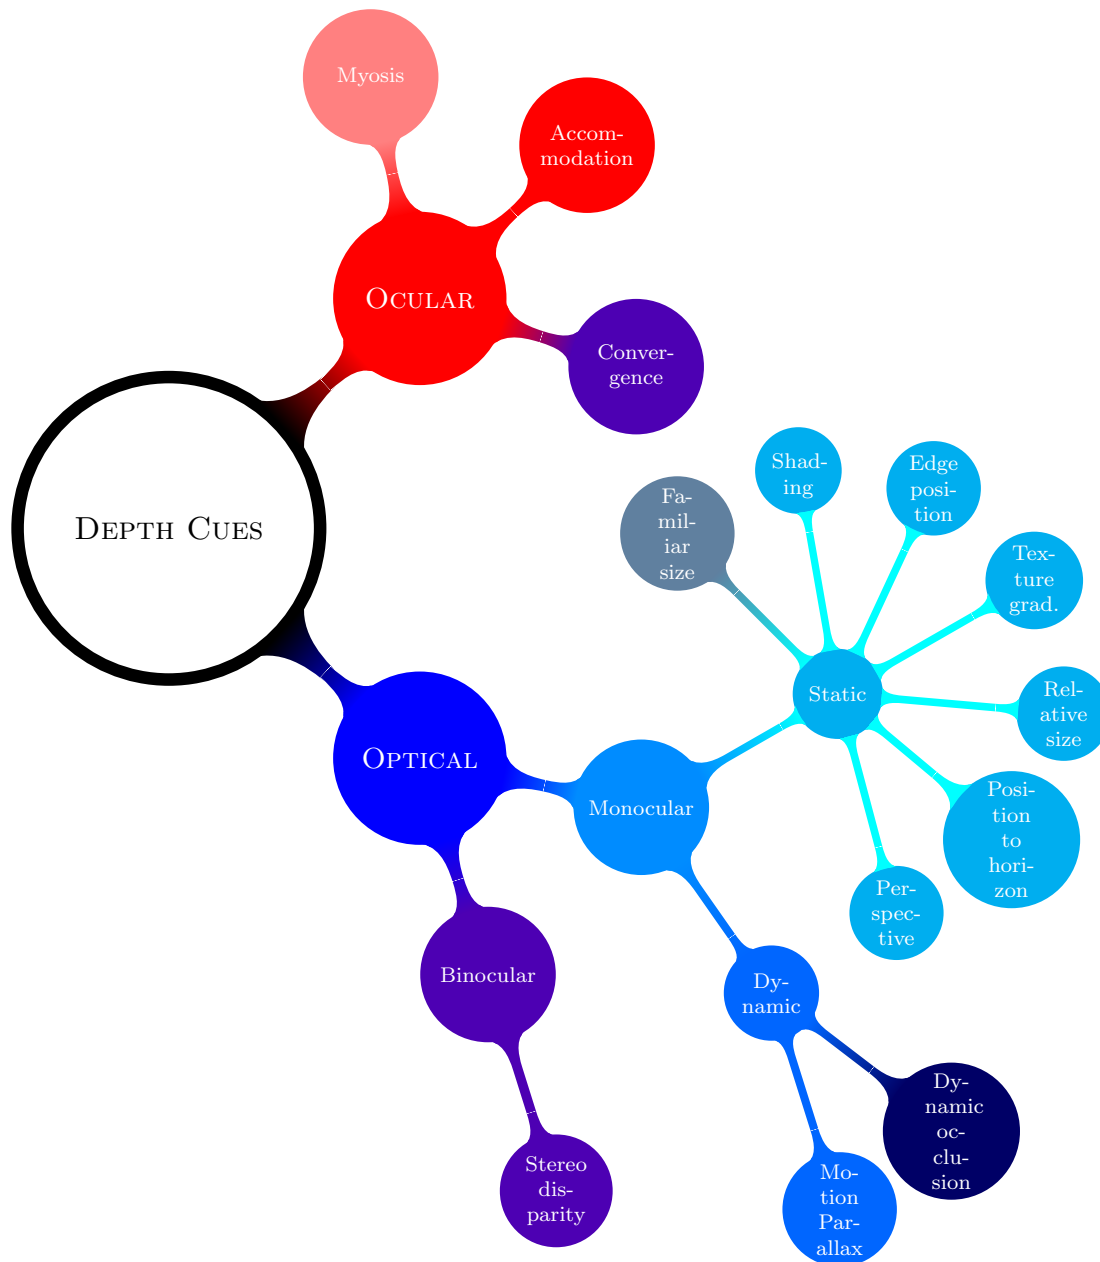 Myosis
Accom-
modation
OCULAR
Conver-
gence
DEPTH CUES
Shad-
ing
Edge
posi-
tion
Fa-
mil-
iar
size
Tex-
ture
grad.
Static
Rel-
ative
size
OPTICAL
Monocular
Posi-
tion
to
hori-
zon
Per-
spec-
tive
Binocular
Dy-
namic
Dy-
namic
oc-
clu-
sion
Stereo
dis-
parity
Mo-
tion
Par-
allax